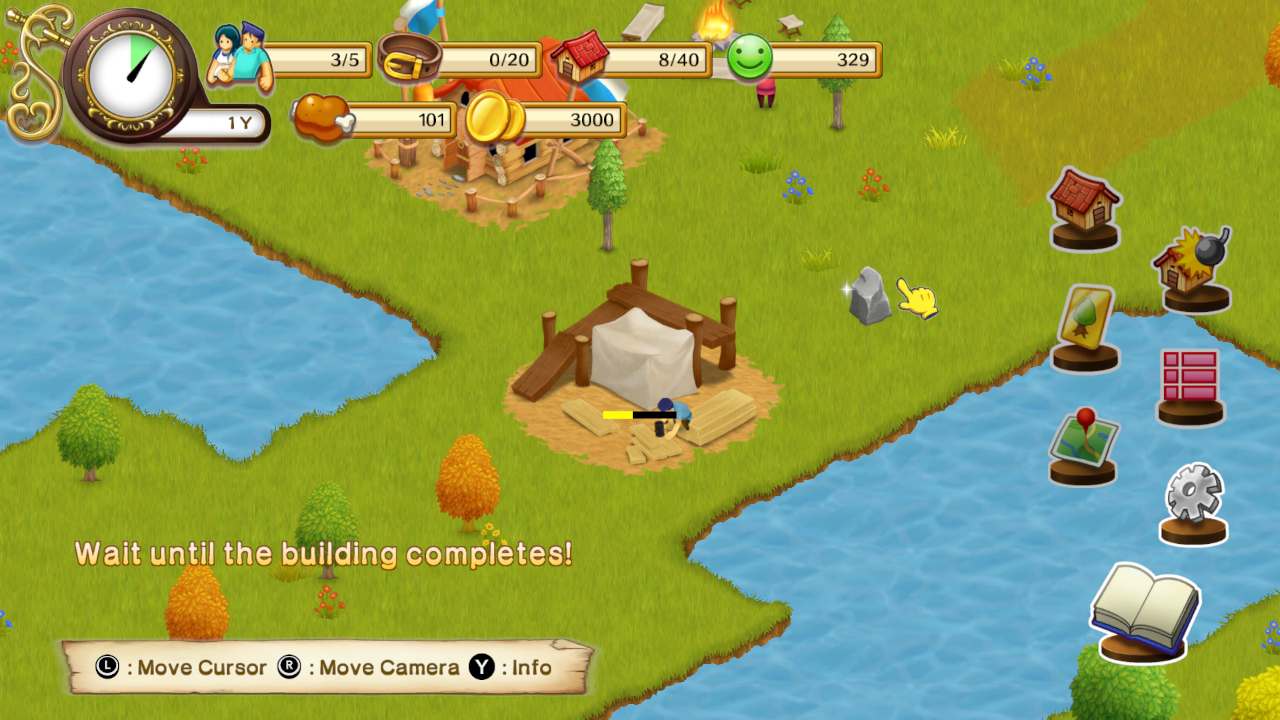 3/5
0/20
8/40
329
1Y
101
3000
Wait until the building completes!
L : Move Cursor R : Move Camera Y : Info